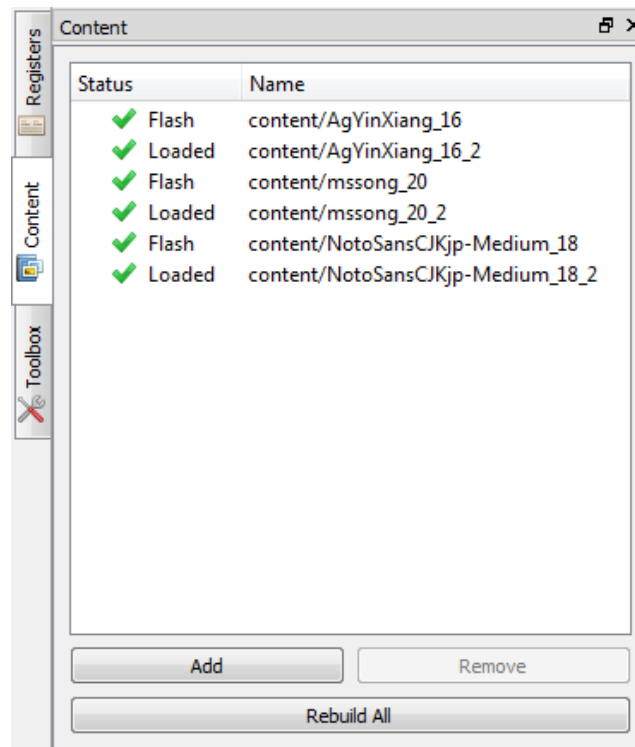 Registers
Content
Toolbox
Content
Status Name
Flash content/AgYinXiang_16
Loaded content/AgYinXiang_16_2
Flash content/mssong_20
Loaded content/mssong_20_2
Flash content/NotoSansCJKjp-Medium_18
Loaded content/NotoSansCJKjp-Medium_18_2
Add Remove
Rebuild All